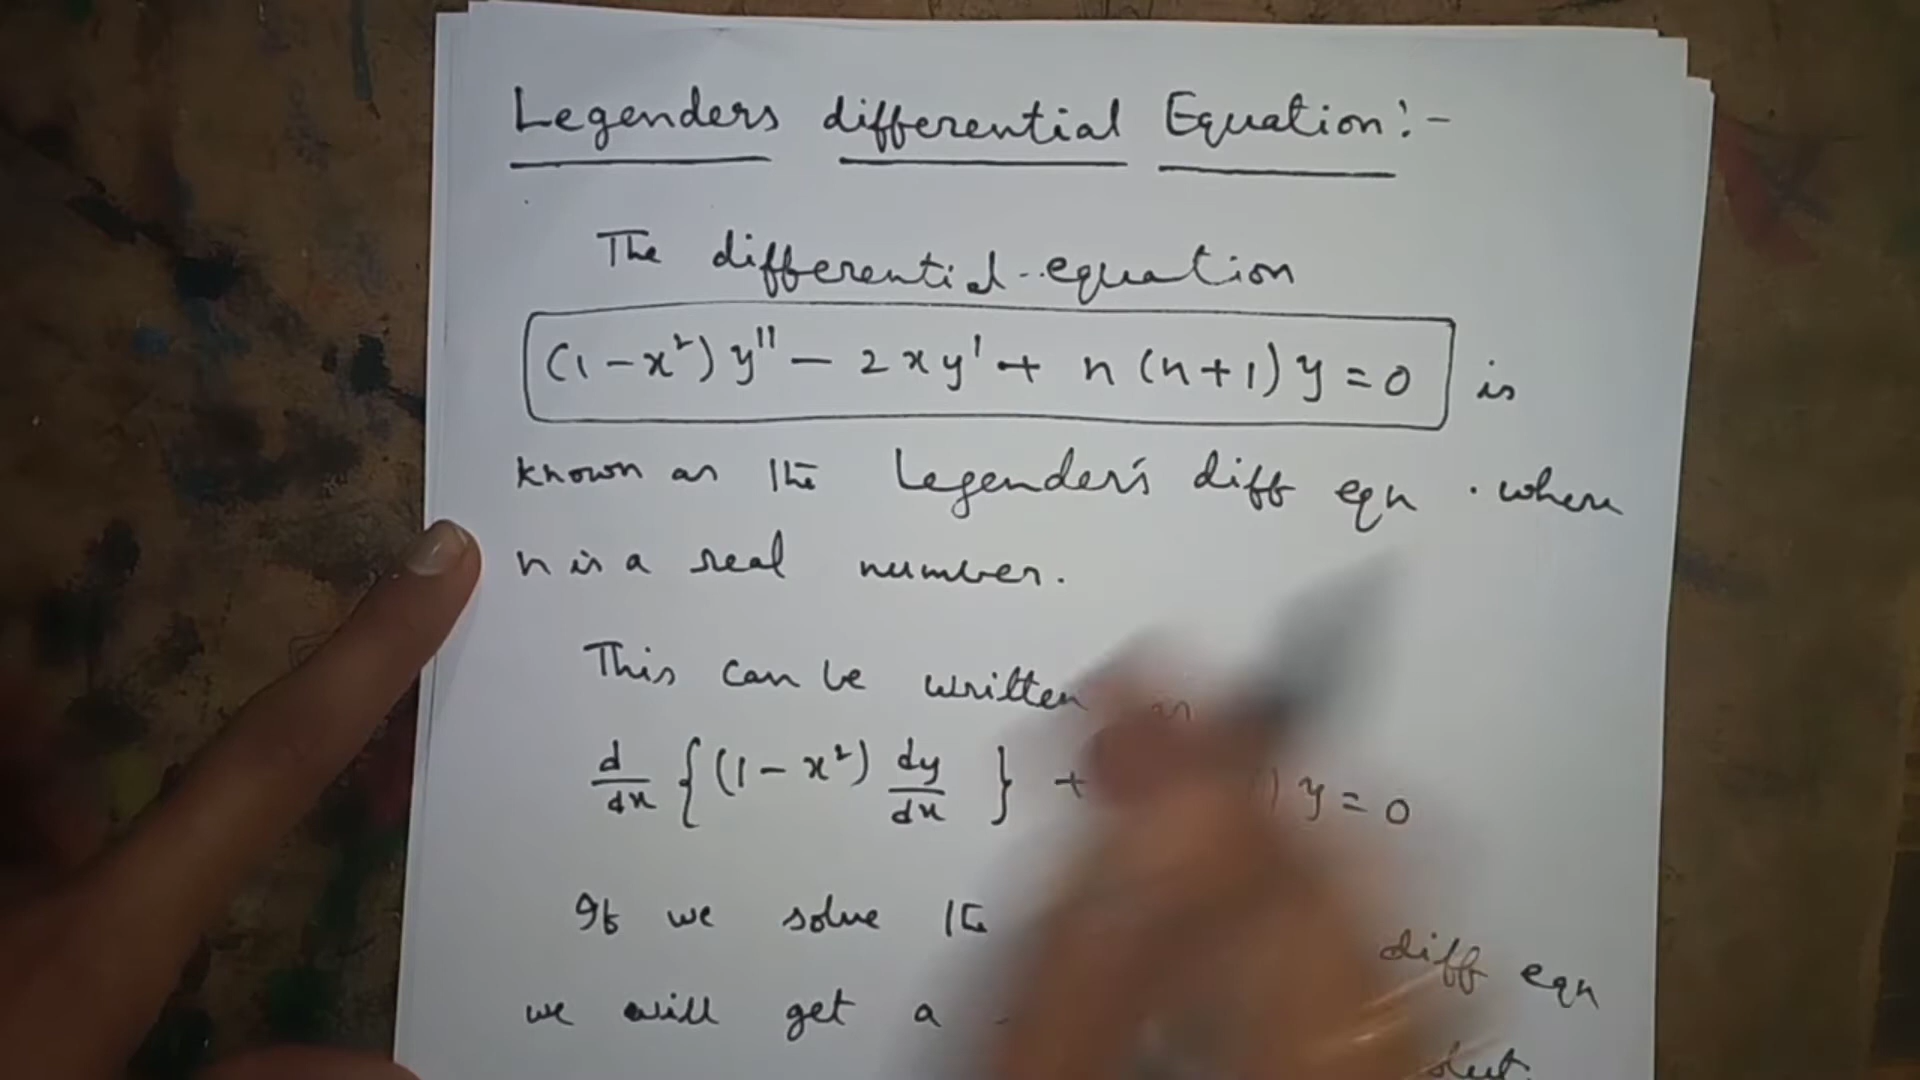 Legenders differential Equation:-
The differential equation
(1-x²)y'' - 2xy' + n(n+1)y = 0 is
known as the Legender's diff eqn. where
n is a real number.
This can be written as
d/dx {(1-x²) dy/dx} + ) y = 0
If we solve the diff eqn
we will get a